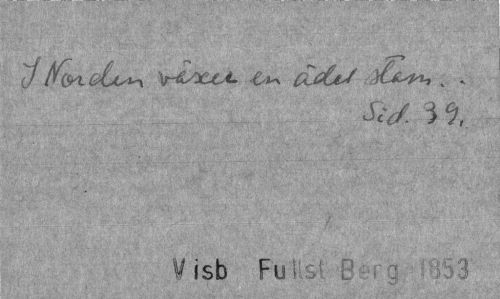 I Norden växer en ädel stam..
Sid. 39.
Visb Fullst Berg 1853